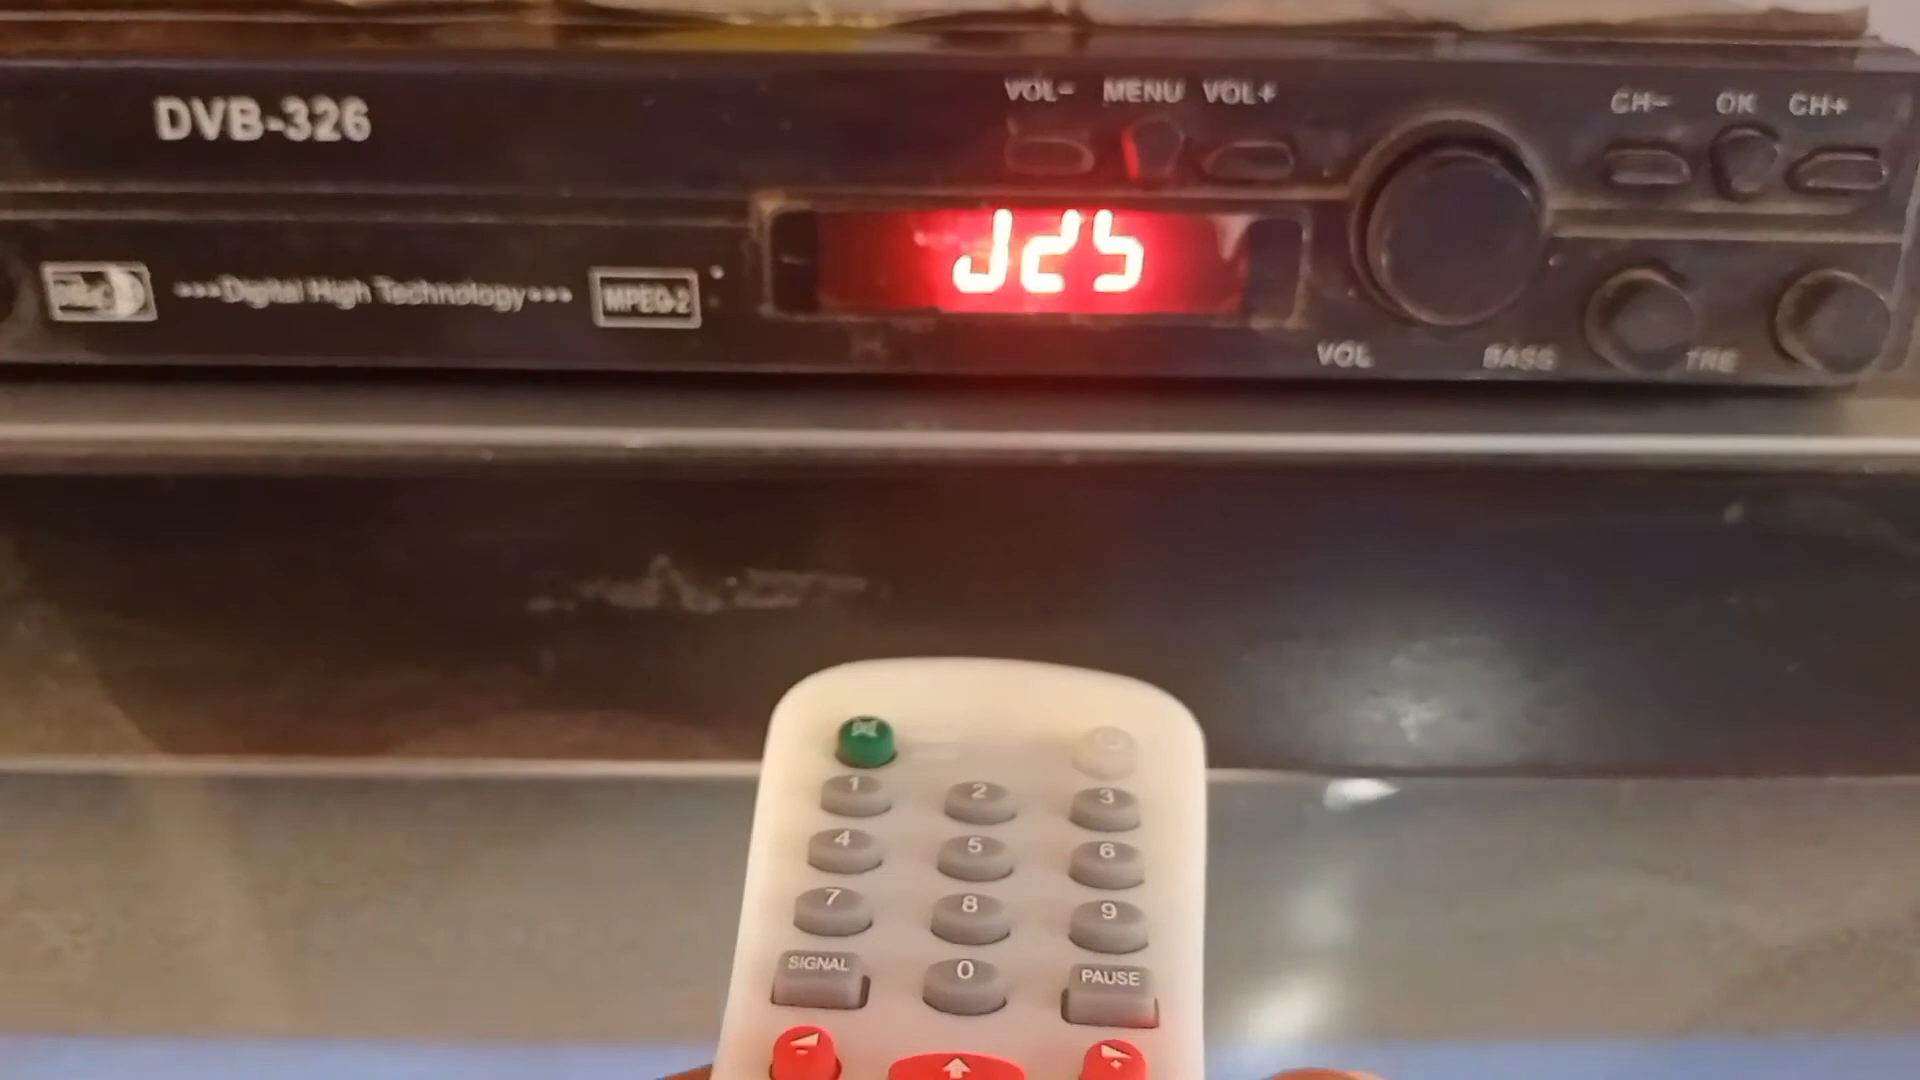 VOL- MENU VOL+
CH- OK CH+
DVB-326
•••Digital High Technology•••
MPEG-2
VOL BASS TRE
1 2 3
4 5 6
7 8 9
SIGNAL 0 PAUSE
- +